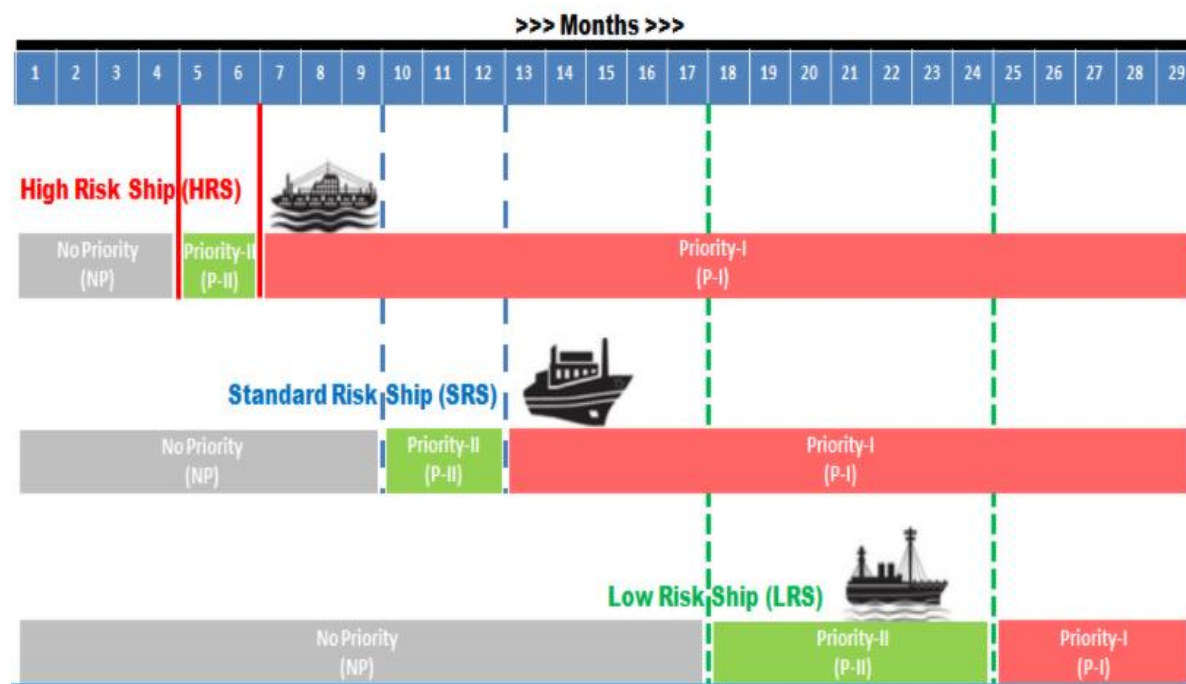 >>> Months >>>
1 2 3 4 5 6 7 8 9 10 11 12 13 14 15 16 17 18 19 20 21 22 23 24 25 26 27 28 29
High Risk Ship (HRS)
No Priority Priority-II Priority-I
(NP) (P-II) (P-I)
Standard Risk Ship (SRS)
No Priority Priority-II Priority-I
(NP) (P-II) (P-I)
Low Risk Ship (LRS)
No Priority Priority-II Priority-I
(NP) (P-II) (P-I)